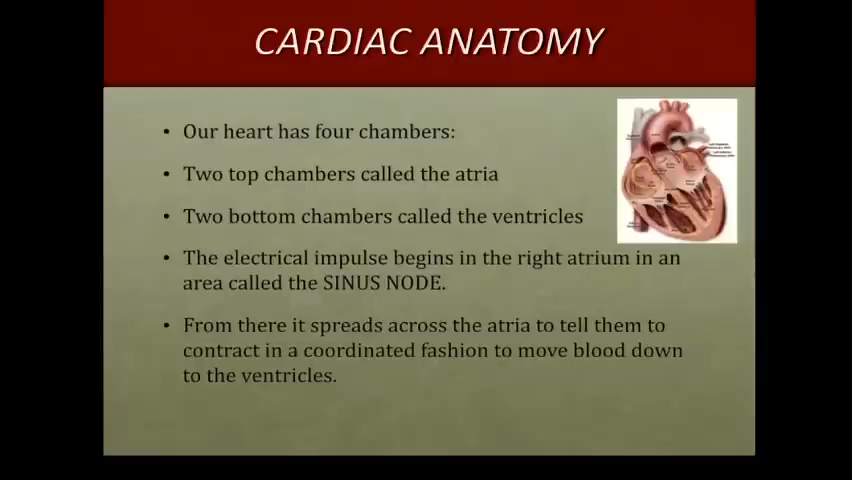 CARDIAC ANATOMY
• Our heart has four chambers:
• Two top chambers called the atria
• Two bottom chambers called the ventricles
• The electrical impulse begins in the right atrium in an
area called the SINUS NODE.
• From there it spreads across the atria to tell them to
contract in a coordinated fashion to move blood down
to the ventricles.